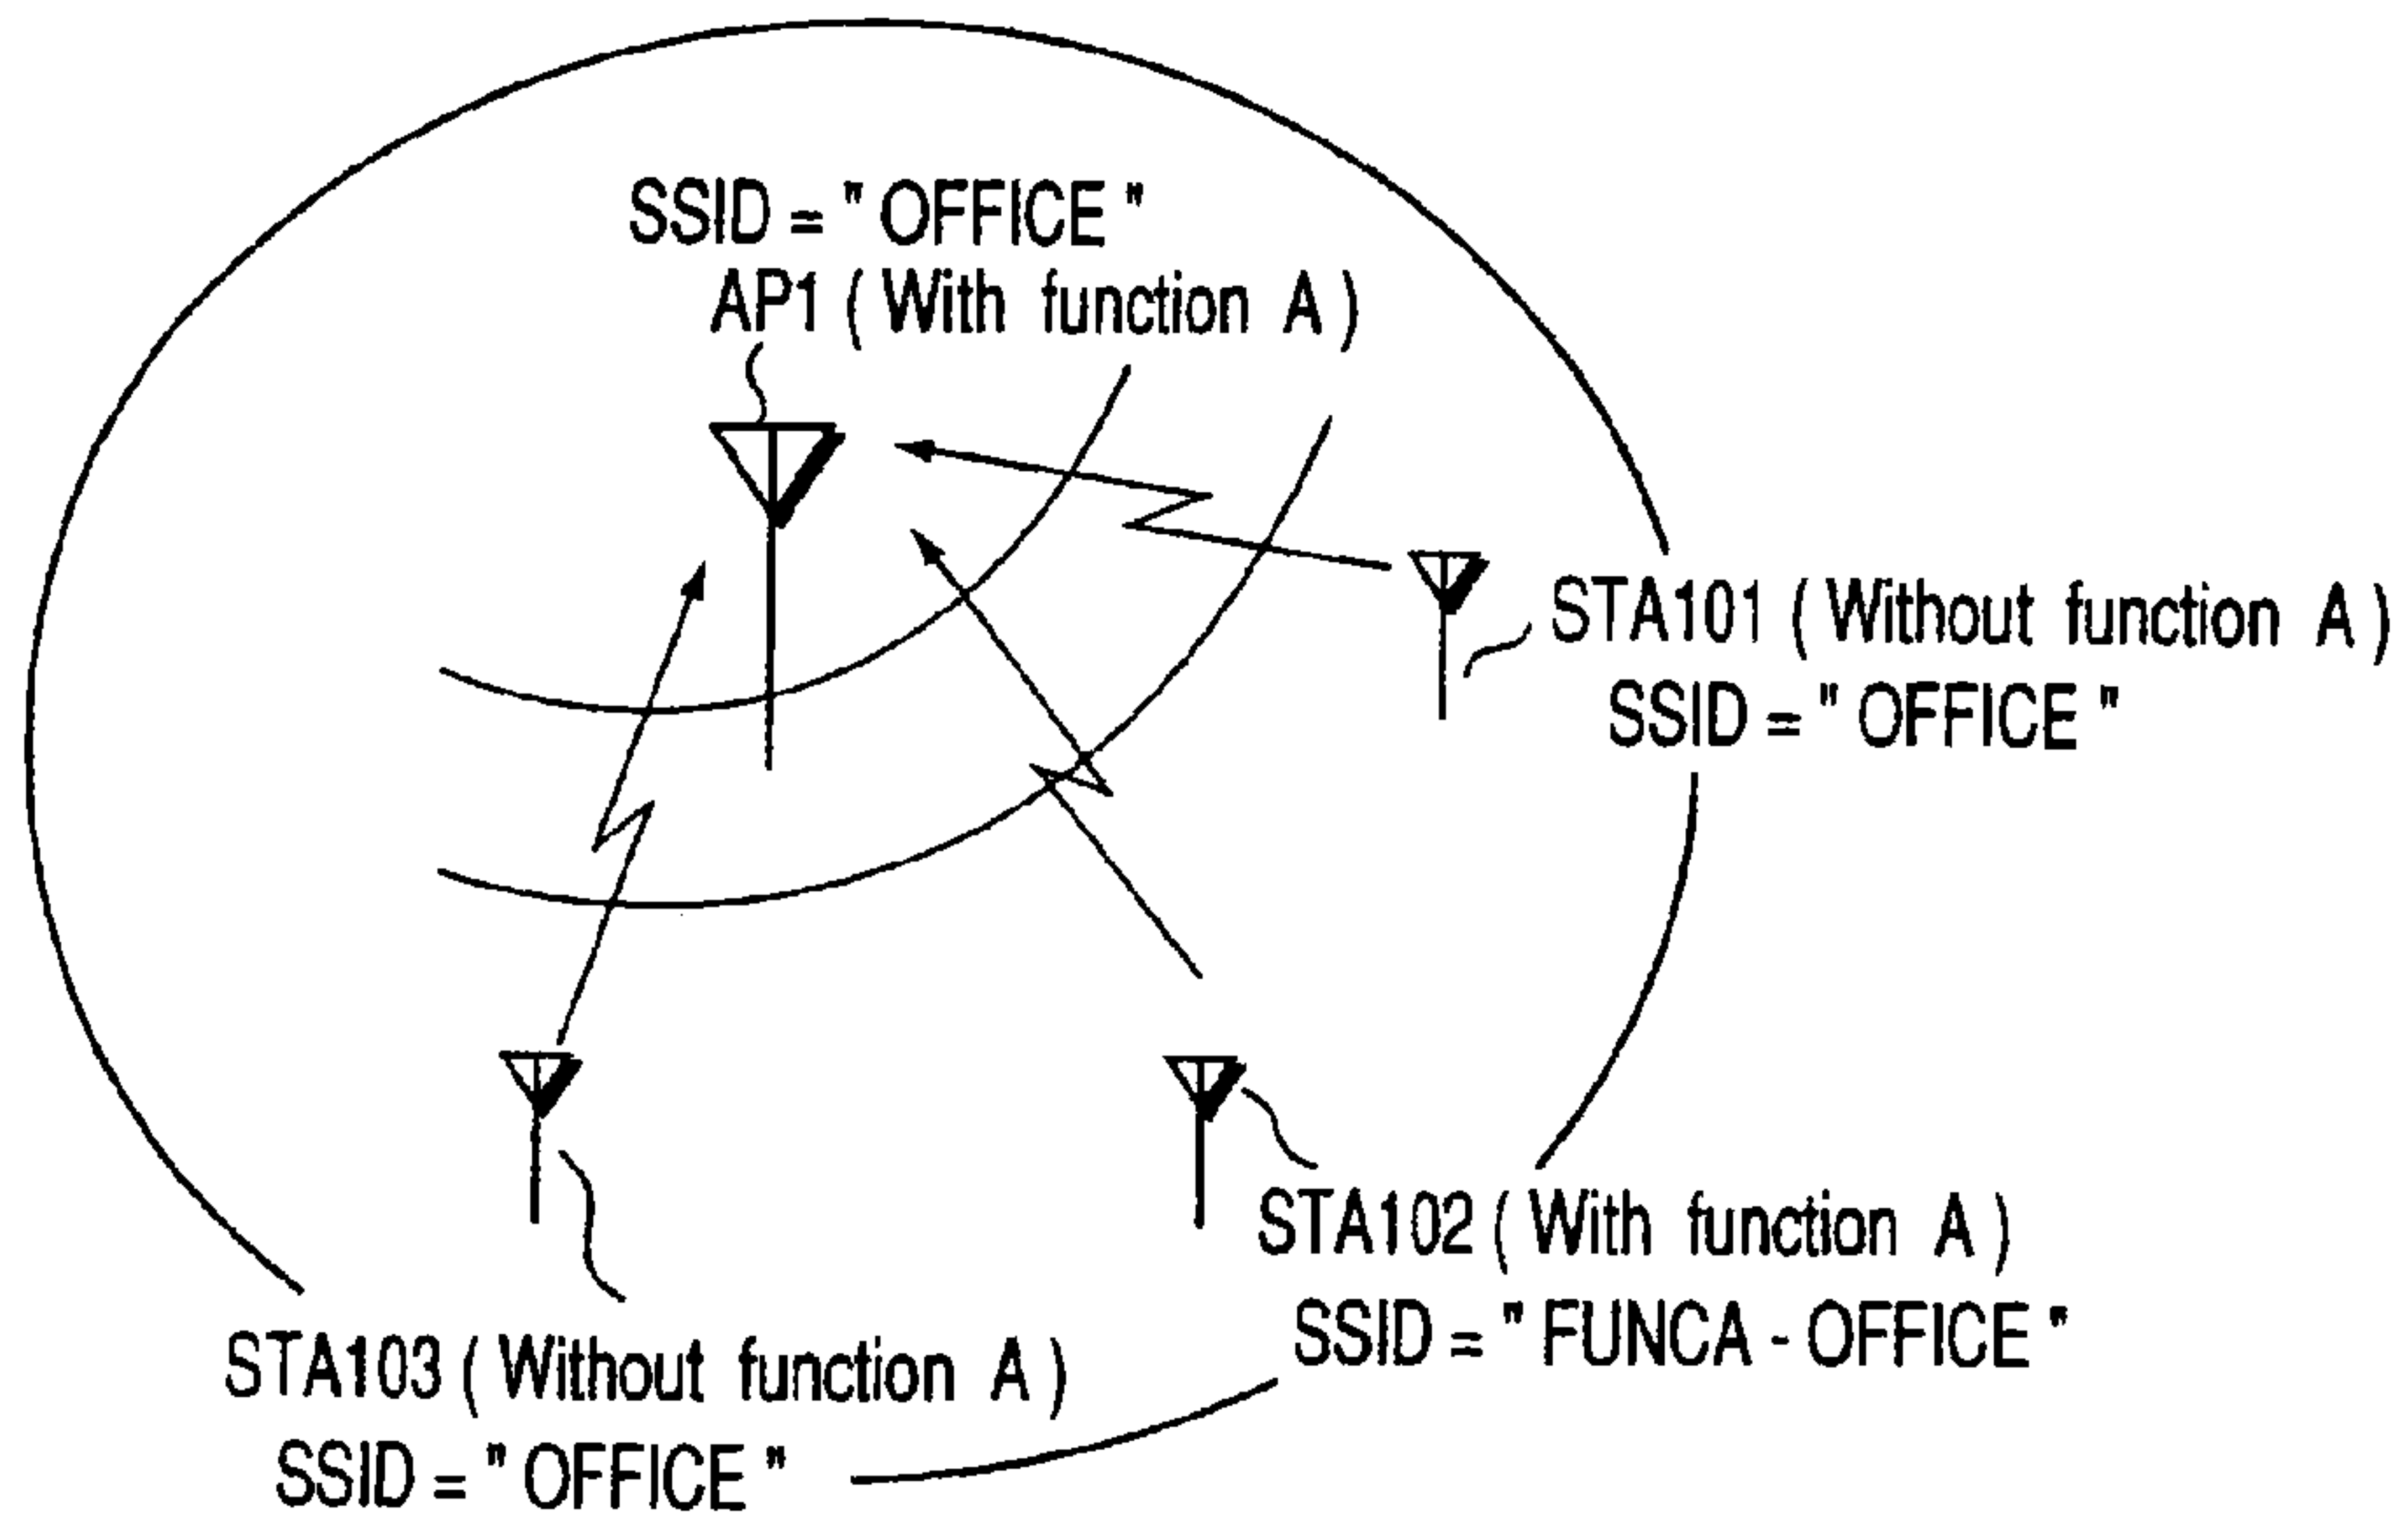 SSID = "OFFICE"
AP1 (With function A)
STA101 (Without function A)
SSID = "OFFICE"
STA102 (With function A)
SSID = "FUNCA - OFFICE"
STA103 (Without function A)
SSID = "OFFICE"